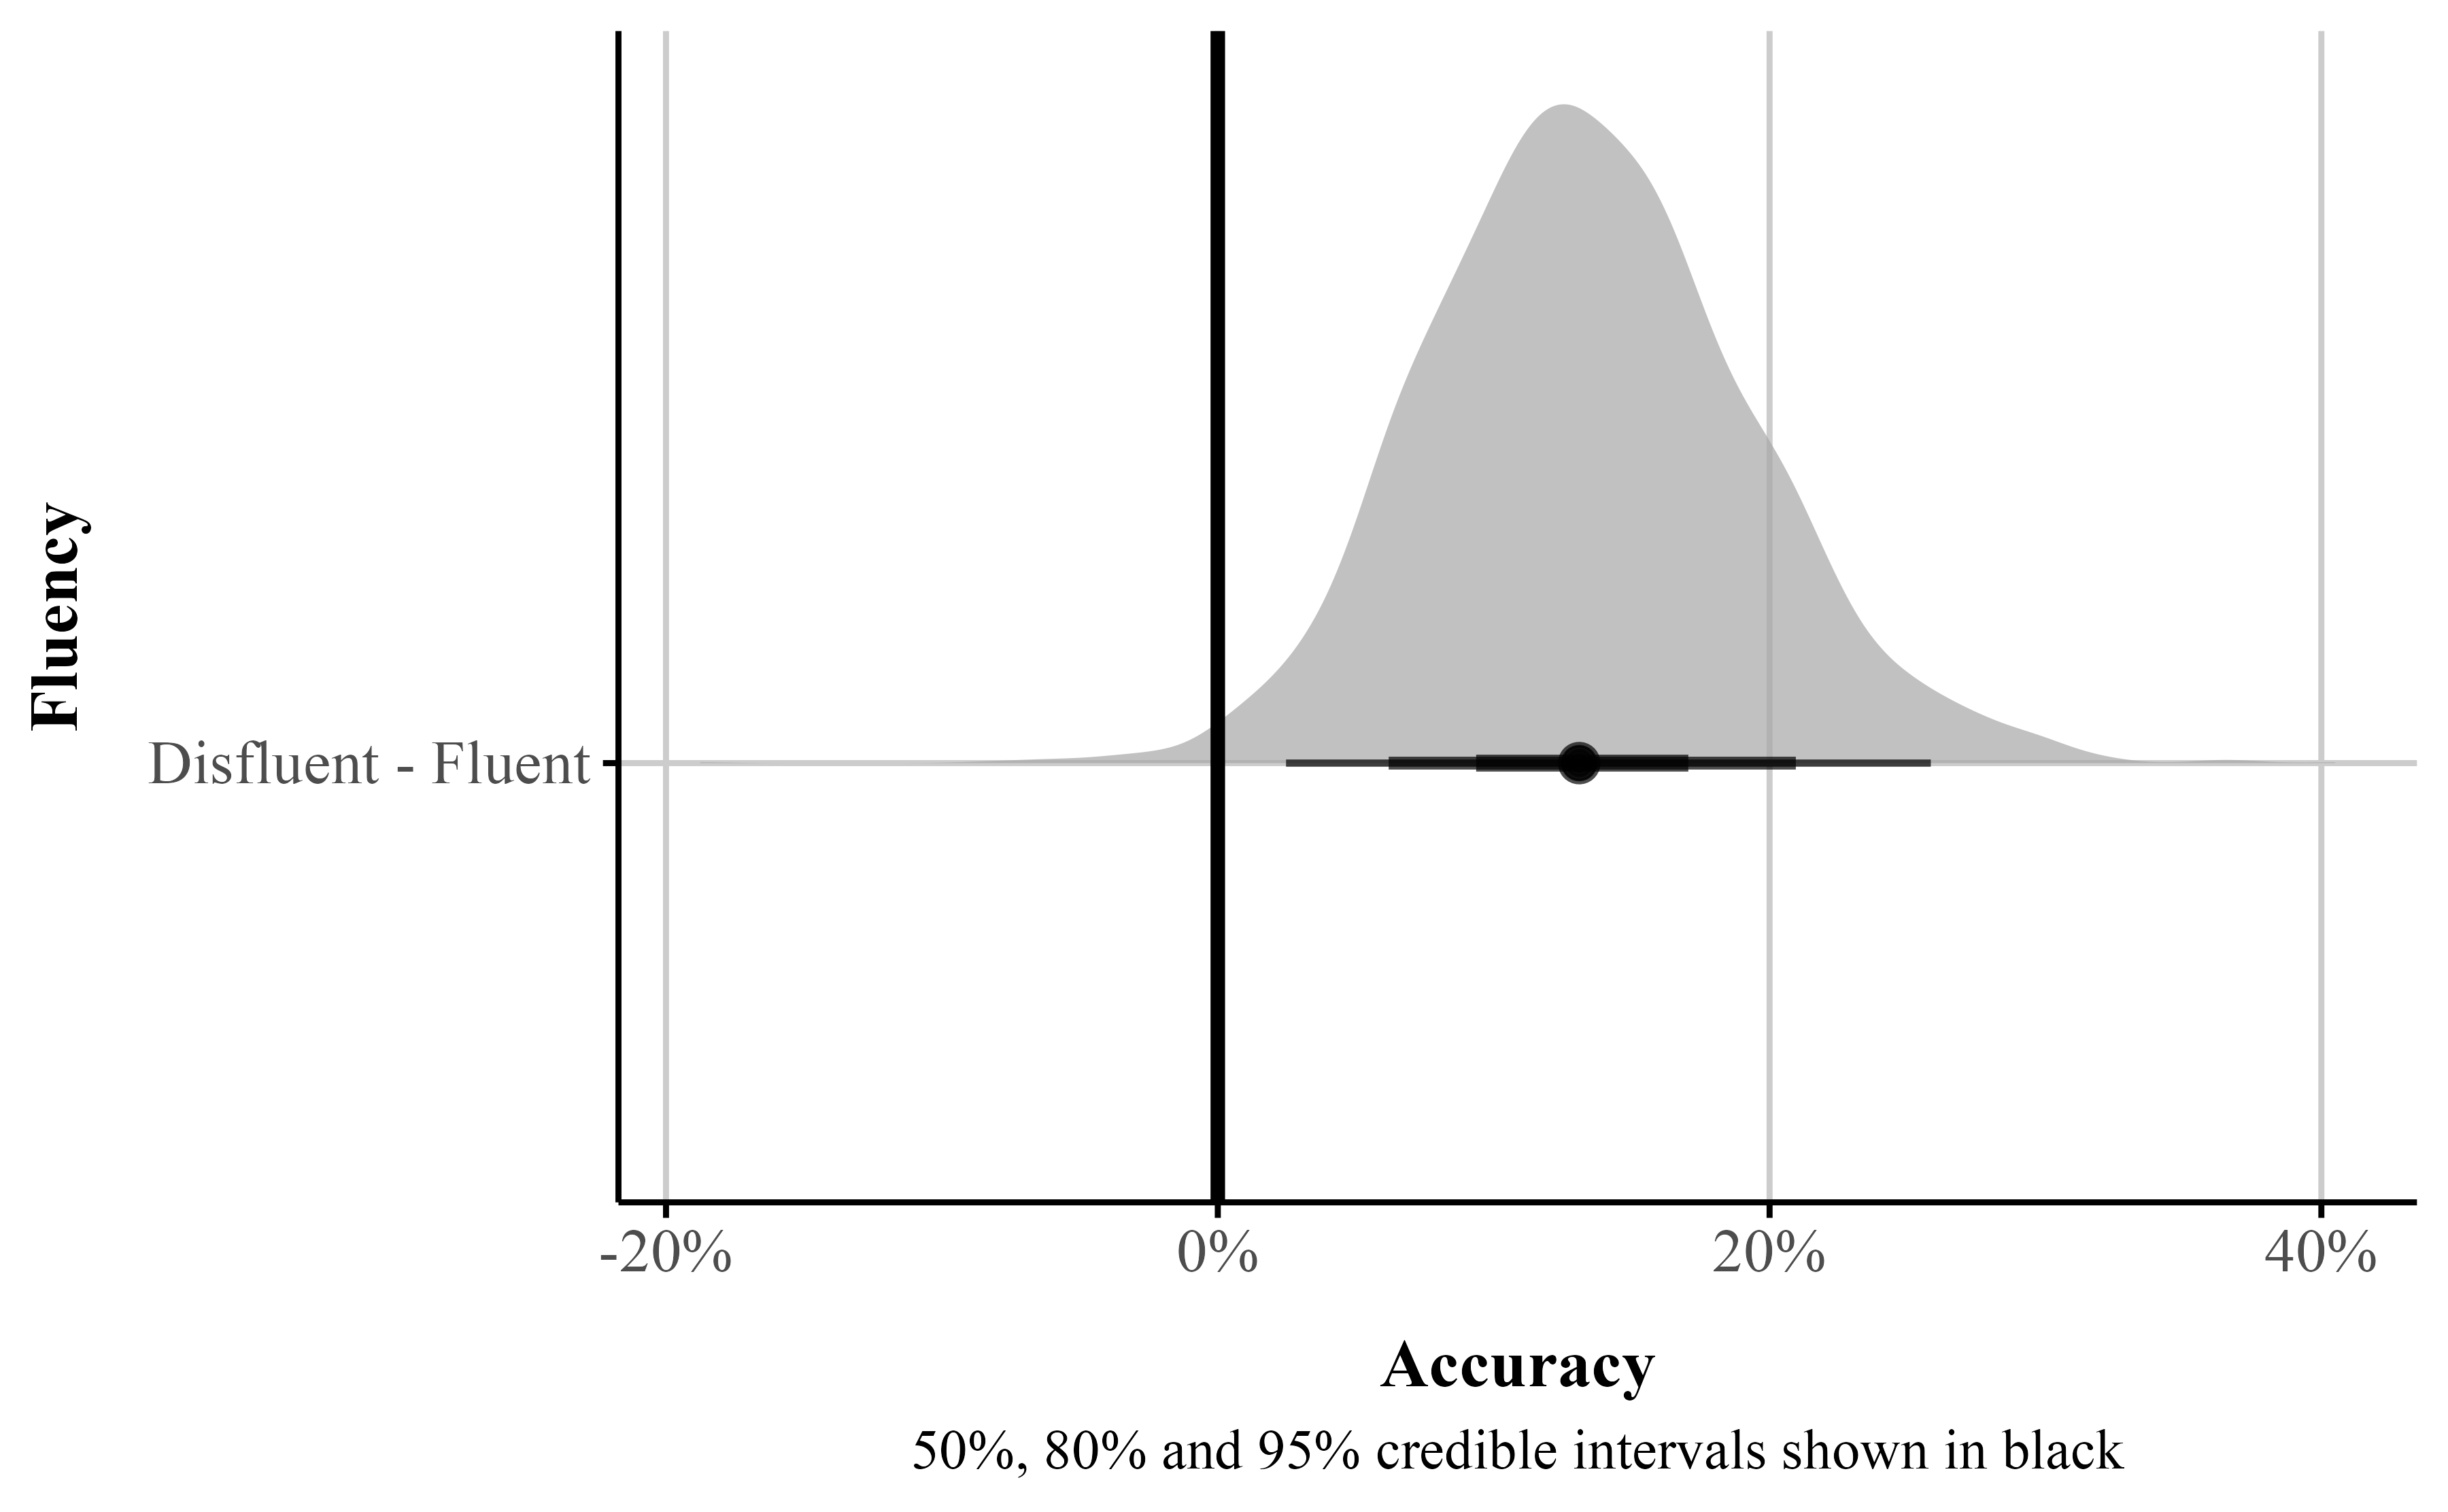 Fluency
Disfluent - Fluent
-20%
0%
20%
40%
Accuracy
50%, 80% and 95% credible intervals shown in black